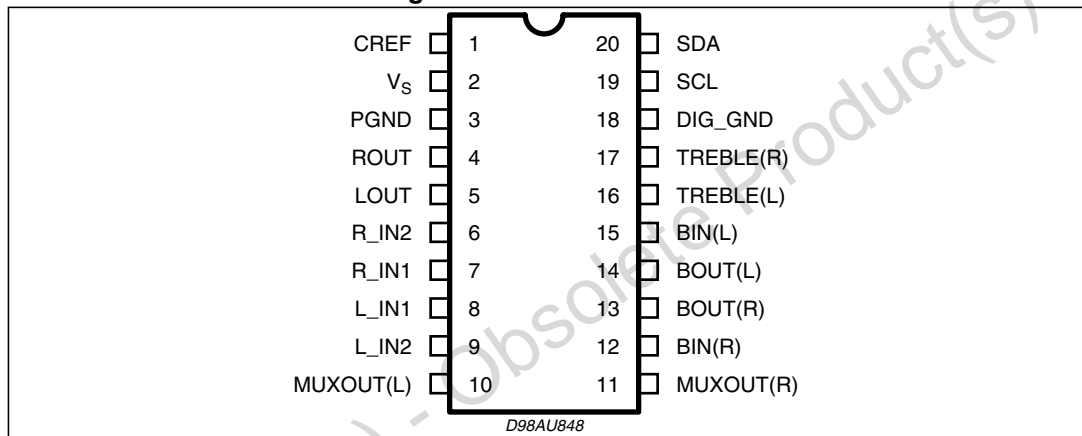 CREF 1 20 SDA
VS 2 19 SCL
PGND 3 18 DIG_GND
ROUT 4 17 TREBLE(R)
LOUT 5 16 TREBLE(L)
R_IN2 6 15 BIN(L)
R_IN1 7 14 BOUT(L)
L_IN1 8 13 BOUT(R)
L_IN2 9 12 BIN(R)
MUXOUT(L) 10 11 MUXOUT(R)
D98AU848
) - Obsolete Product(s)